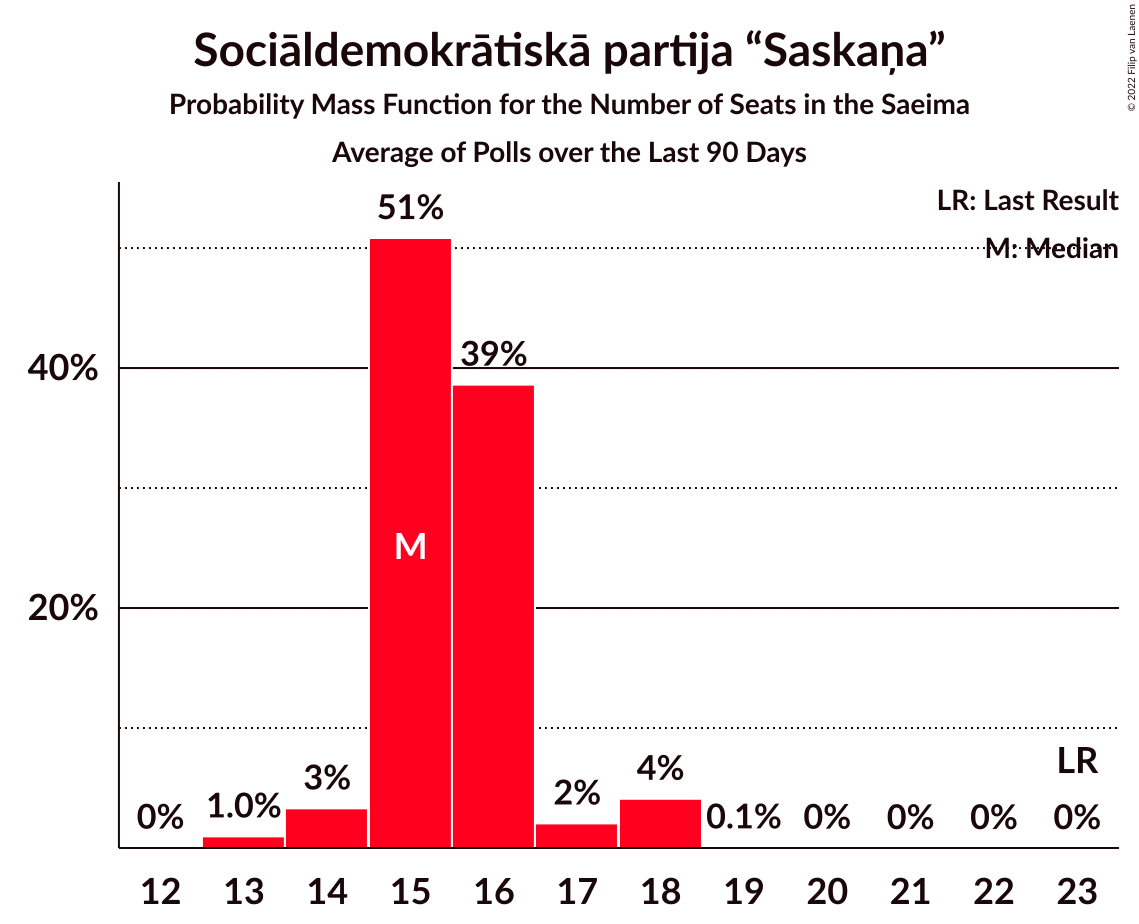 Sociāldemokrātiskā partija “Saskaņa”
Probability Mass Function for the Number of Seats in the Saeima
Average of Polls over the Last 90 Days
© 2022 Filip van Laenen
LR: Last Result
M: Median
51%
39%
40%
M
20%
LR
0%
1.0%
3%
2%
4%
0.1%
0%
0%
0%
0%
12 13 14 15 16 17 18 19 20 21 22 23